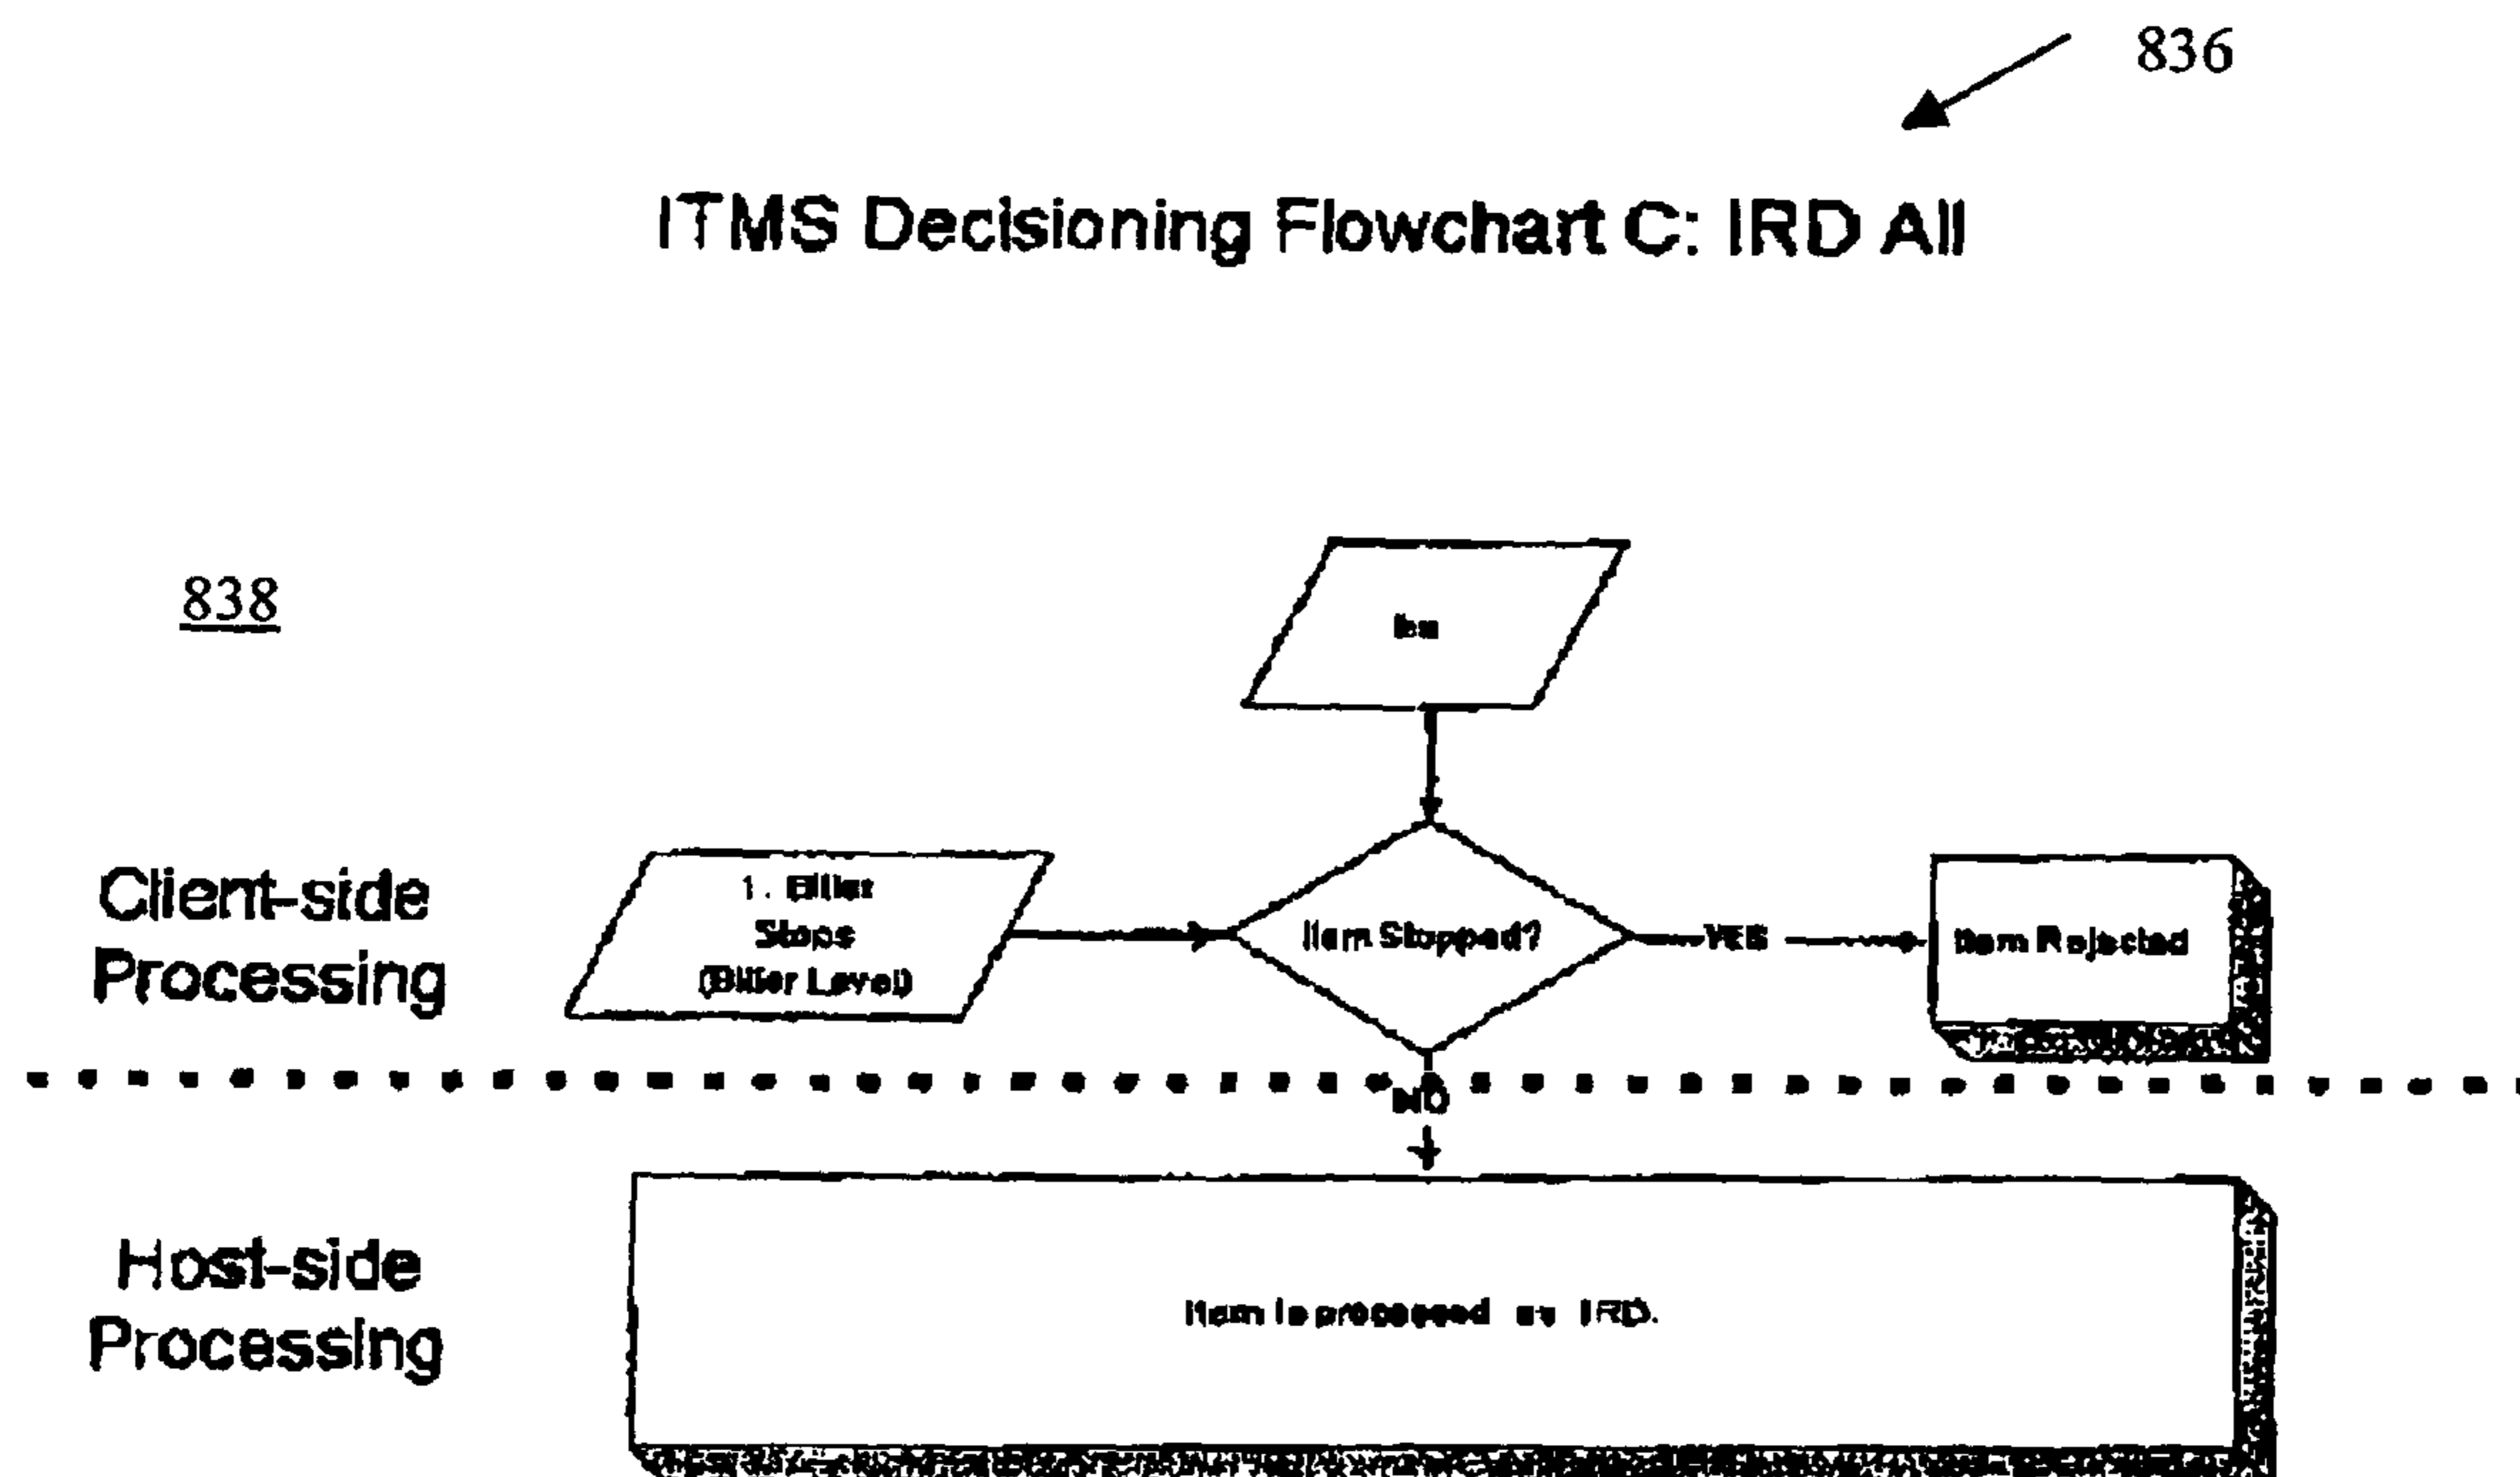 836
ITMS Decisioning Flowchart C: IRD All
838
Item
Client-side
Processing
1. Biller
Stops
(Biller Level)
Item Stopped?
YES
Item Rejected
NO
Host-side
Processing
Item is processed as IRD.